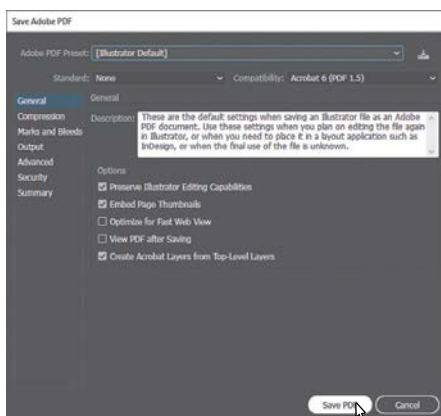 Save Adobe PDF
Adobe PDF Preset: [Illustrator Default]
Standard: None Compatibility: Acrobat 6 (PDF 1.5)
General
Compression
Marks and Bleeds
Output
Advanced
Security
Summary
General
Description: These are the default settings when saving an Illustrator file as an Adobe
PDF document. Use these settings when you plan on editing the file again
in Illustrator, or when you need to place it in a layout application such as
InDesign, or when the final use of the file is unknown.
Options
Preserve Illustrator Editing Capabilities
Embed Page Thumbnails
Optimize for Fast Web View
View PDF after Saving
Create Acrobat Layers from Top-Level Layers
Save PDF Cancel